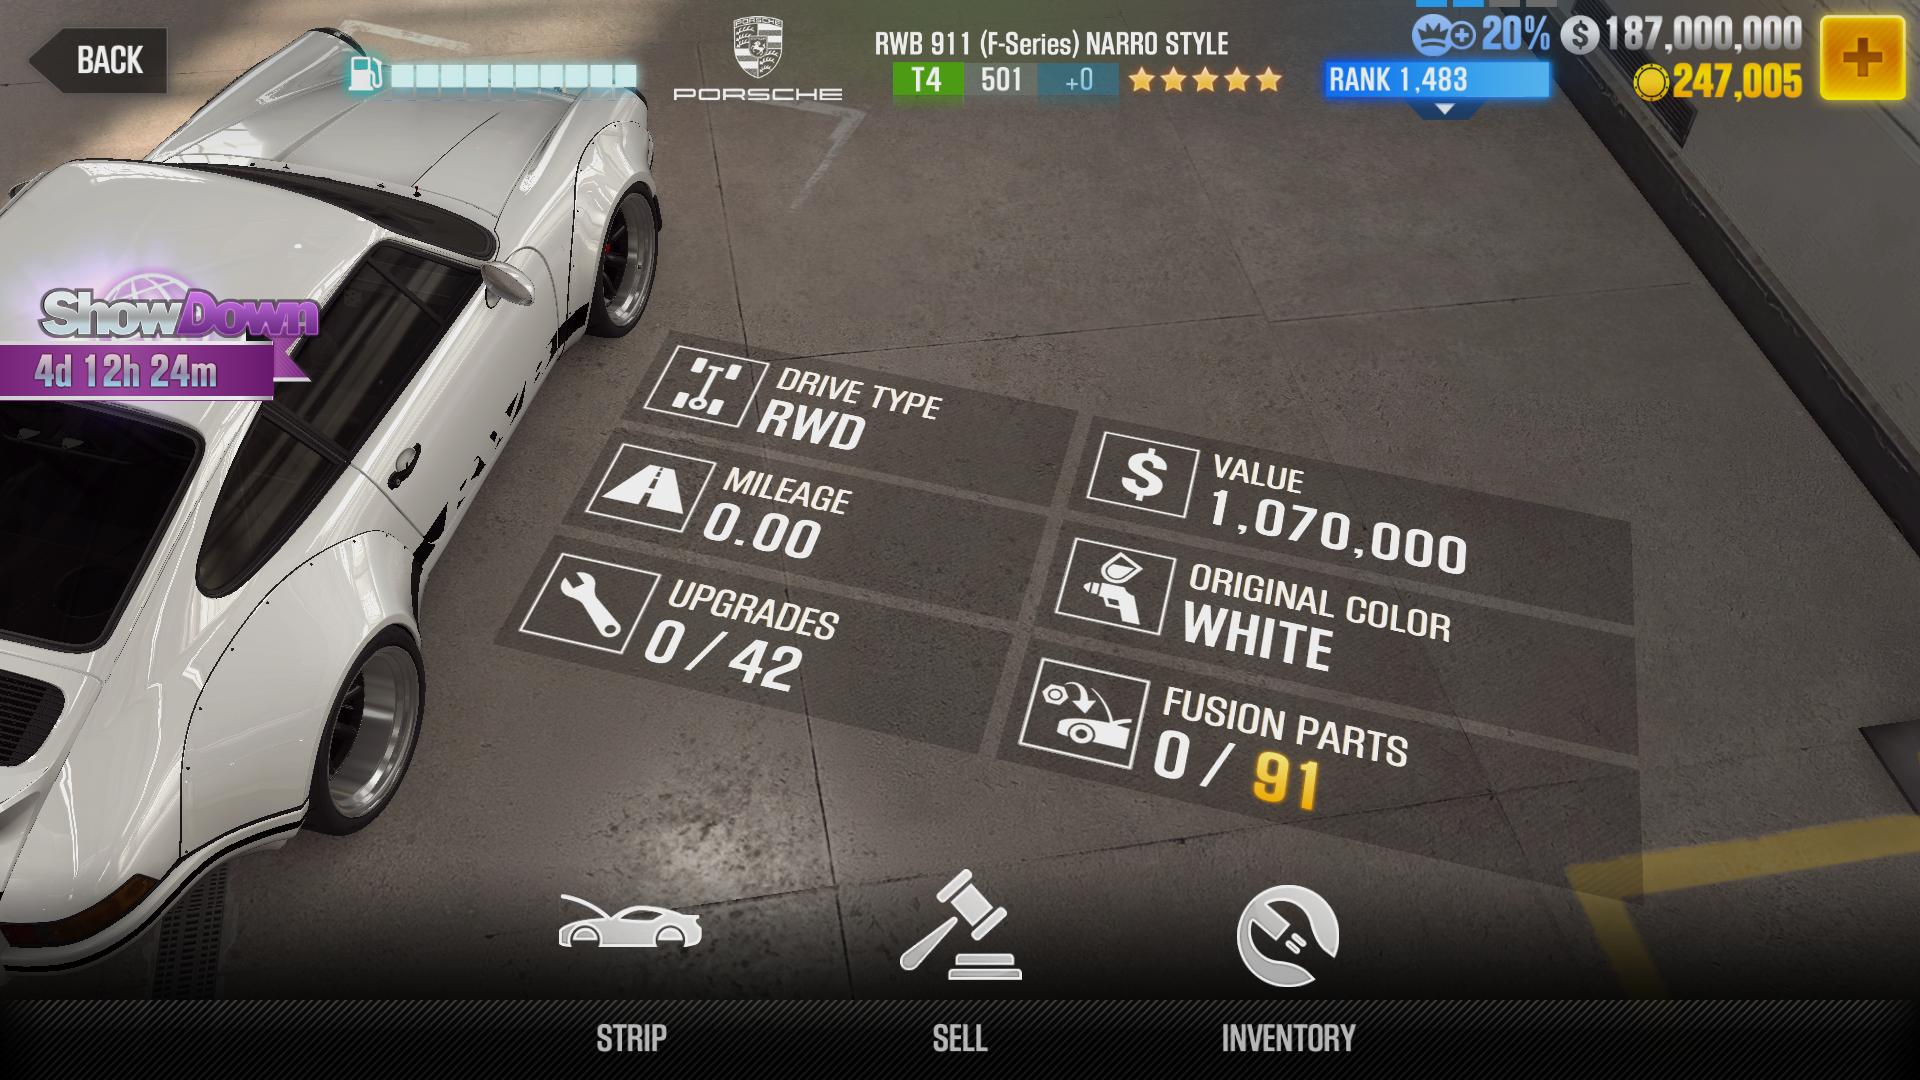 BACK
PORSCHE
PORSCHE
RWB 911 (F-Series) NARRO STYLE
T4 501 +0
20%
$ 187,000,000
RANK 1,483
247,005
ShowDown
4d 12h 24m
DRIVE TYPE
RWD
MILEAGE
0.00
UPGRADES
0 / 42
$ VALUE
1,070,000
ORIGINAL COLOR
WHITE
FUSION PARTS
0 / 91
STRIP
SELL
INVENTORY